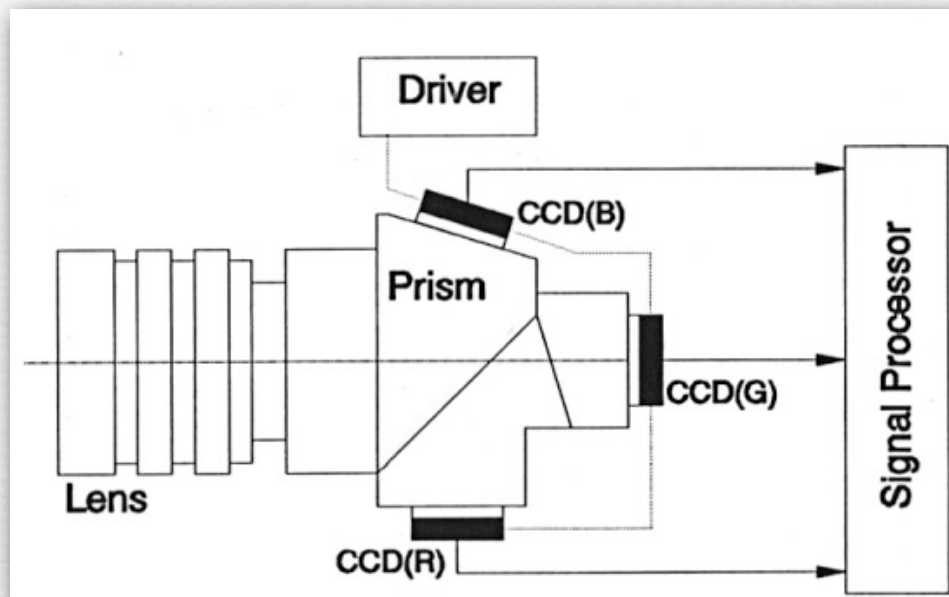 Driver
CCD(B)
Prism
CCD(G)
Lens
CCD(R)
Signal Processor